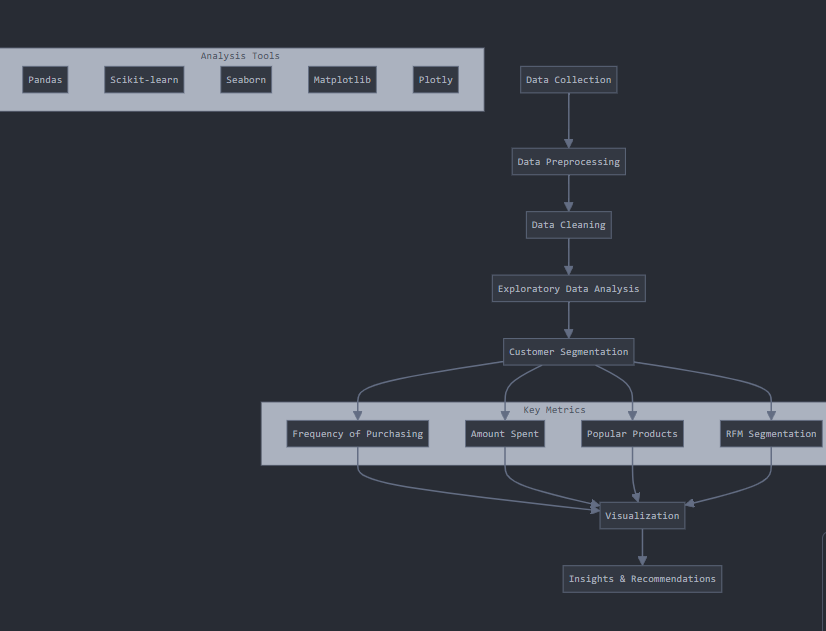 Analysis Tools
Pandas
Scikit-learn
Seaborn
Matplotlib
Plotly
Data Collection
Data Preprocessing
Data Cleaning
Exploratory Data Analysis
Customer Segmentation
Key Metrics
Frequency of Purchasing
Amount Spent
Popular Products
RFM Segmentation
Visualization
Insights & Recommendations